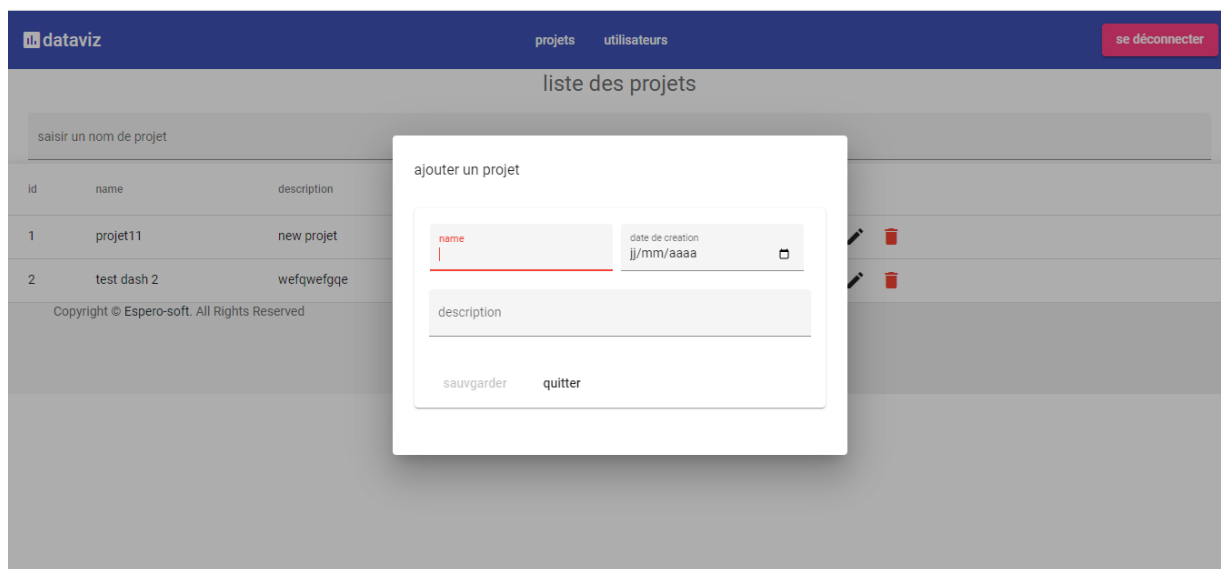 dataviz projets utilisateurs se déconnecter
liste des projets
saisir un nom de projet
ajouter un projet
id name description
name date de creation
jj/mm/aaaa
1 projet11 new projet
2 test dash 2 wefqwefgqe
description
Copyright © Espero-soft. All Rights Reserved
sauvgarder quitter